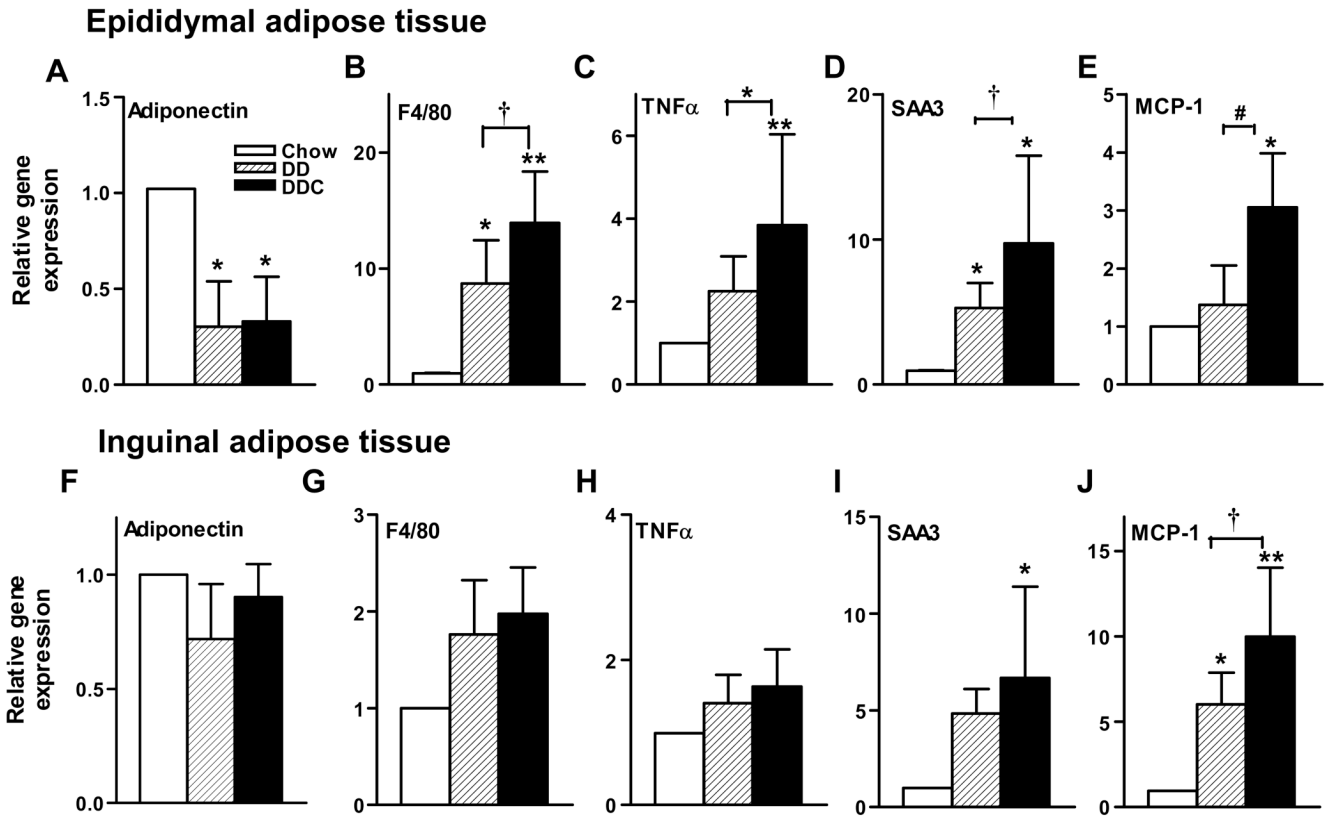 Epididymal adipose tissue
A
B
C
D
E
Adiponectin
F4/80
TNFα
SAA3
MCP-1
Chow
DD
DDC
Relative gene
expression
1.5
1.0
0.5
0.0
* *
20
10
0
†
* **
6
4
2
0
*
**
20
10
0
†
* *
5
4
3
2
1
0
#
*
Inguinal adipose tissue
F
G
H
I
J
Adiponectin
F4/80
TNFα
SAA3
MCP-1
Relative gene
expression
1.0
0.5
0.0
3
2
1
0
4
2
0
15
10
5
0
*
15
10
5
0
†
* **